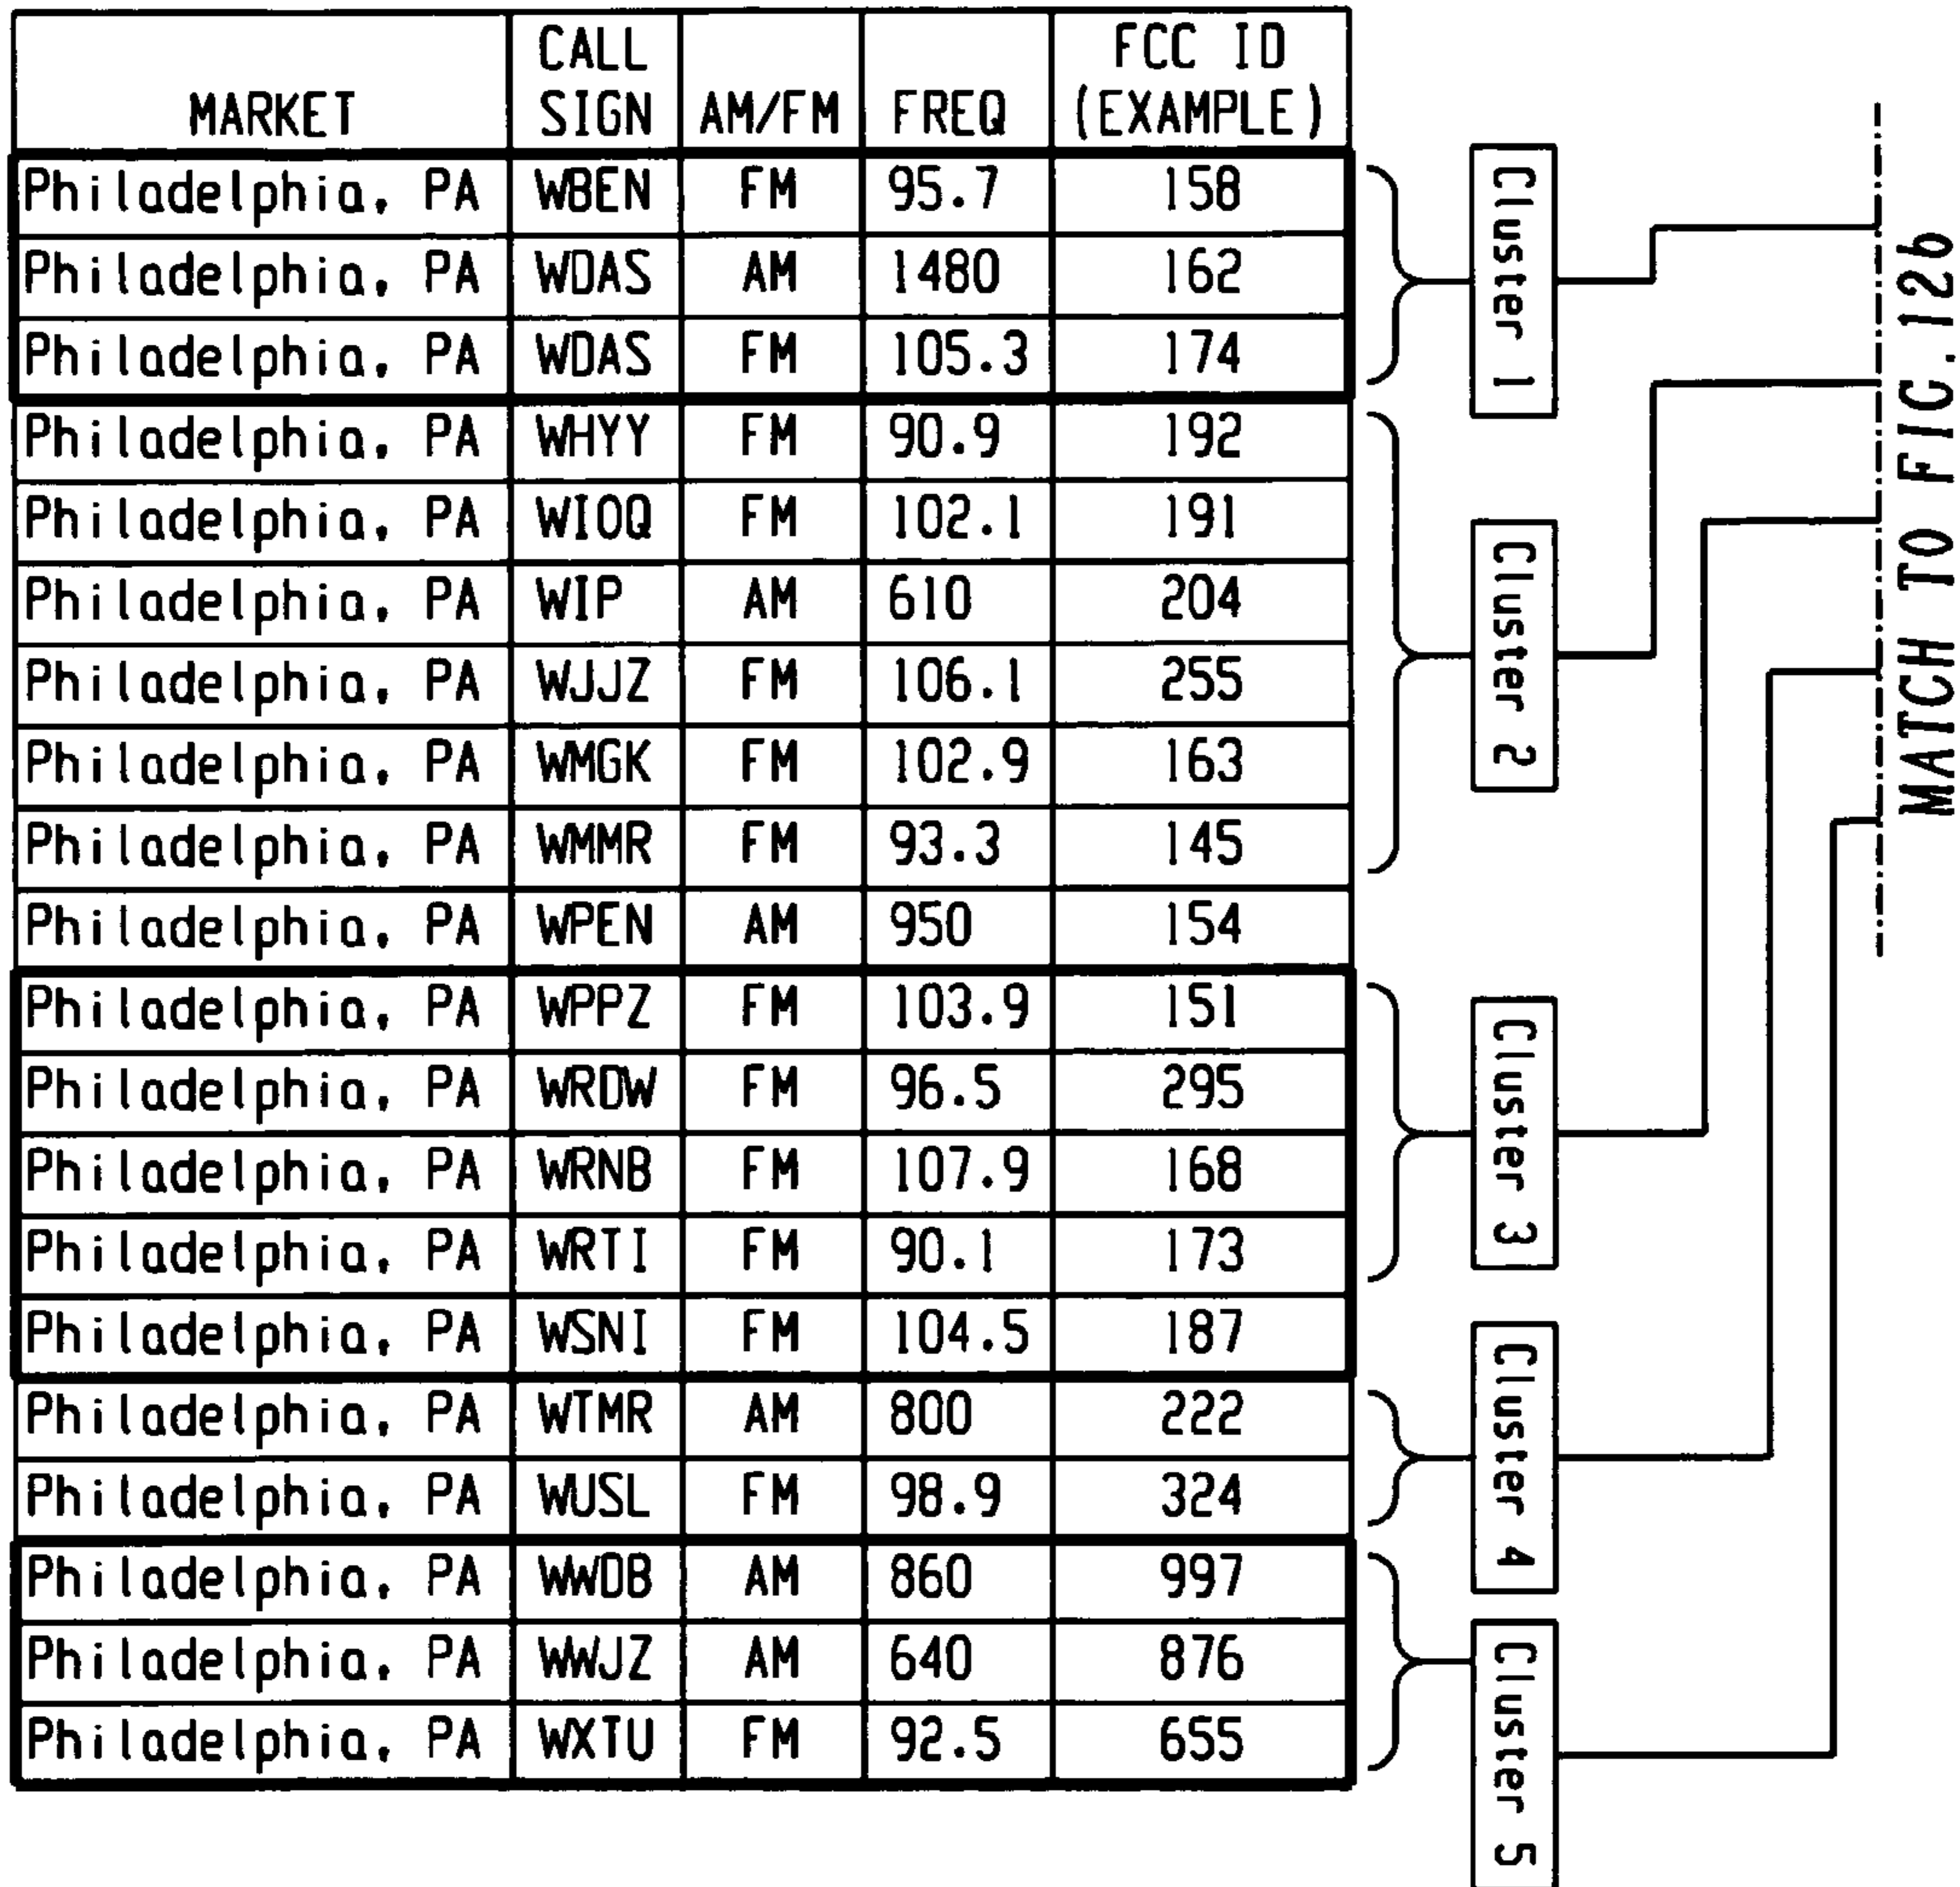 MARKET CALL SIGN AM/FM FREQ FCC ID (EXAMPLE)
Philadelphia, PA WBEN FM 95.7 158
Philadelphia, PA WDAS AM 1480 162
Philadelphia, PA WDAS FM 105.3 174
Philadelphia, PA WHYY FM 90.9 192
Philadelphia, PA WIOQ FM 102.1 191
Philadelphia, PA WIP AM 610 204
Philadelphia, PA WJJZ FM 106.1 255
Philadelphia, PA WMGK FM 102.9 163
Philadelphia, PA WMMR FM 93.3 145
Philadelphia, PA WPEN AM 950 154
Philadelphia, PA WPPZ FM 103.9 151
Philadelphia, PA WRDW FM 96.5 295
Philadelphia, PA WRNB FM 107.9 168
Philadelphia, PA WRTI FM 90.1 173
Philadelphia, PA WSNI FM 104.5 187
Philadelphia, PA WTMR AM 800 222
Philadelphia, PA WUSL FM 98.9 324
Philadelphia, PA WWDB AM 860 997
Philadelphia, PA WWJZ AM 640 876
Philadelphia, PA WXTU FM 92.5 655
Cluster 1
Cluster 2
Cluster 3
Cluster 4
Cluster 5
MATCH TO FIG.12b